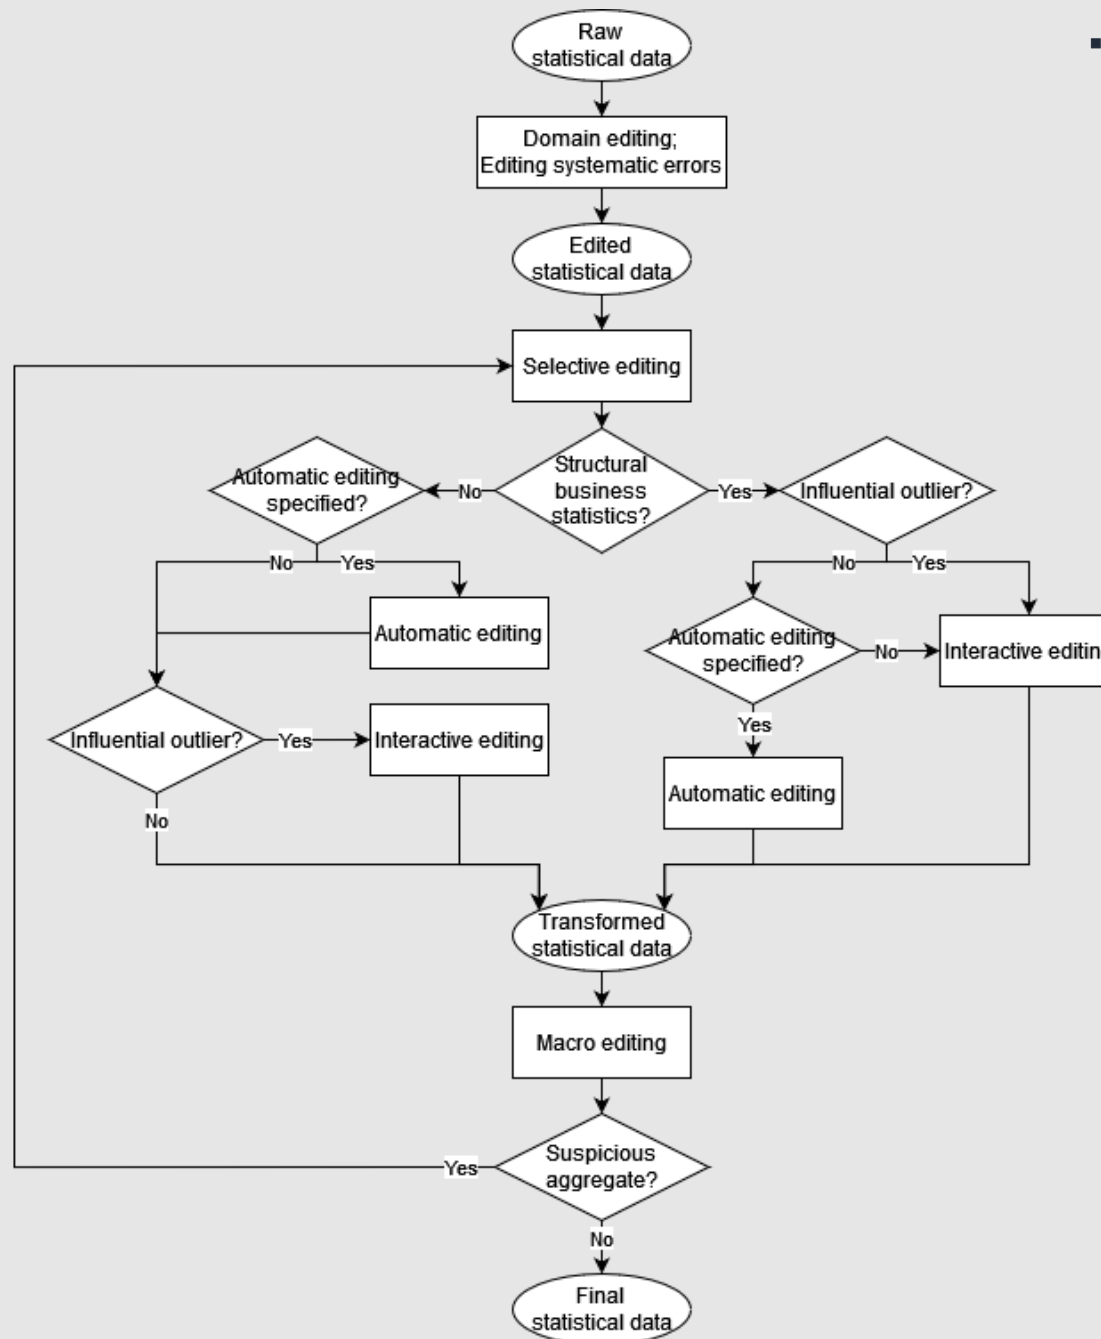 Raw
statistical data
Domain editing;
Editing systematic errors
Edited
statistical data
Selective editing
Automatic editing
specified?
No
Structural
business
statistics?
Yes
Influential outlier?
No
Yes
No
Yes
Automatic editing
Automatic editing
specified?
No
Interactive editin
Influential outlier?
Yes
Interactive editing
Yes
Automatic editing
No
Transformed
statistical data
Macro editing
Suspicious
aggregate?
Yes
No
Final
statistical data